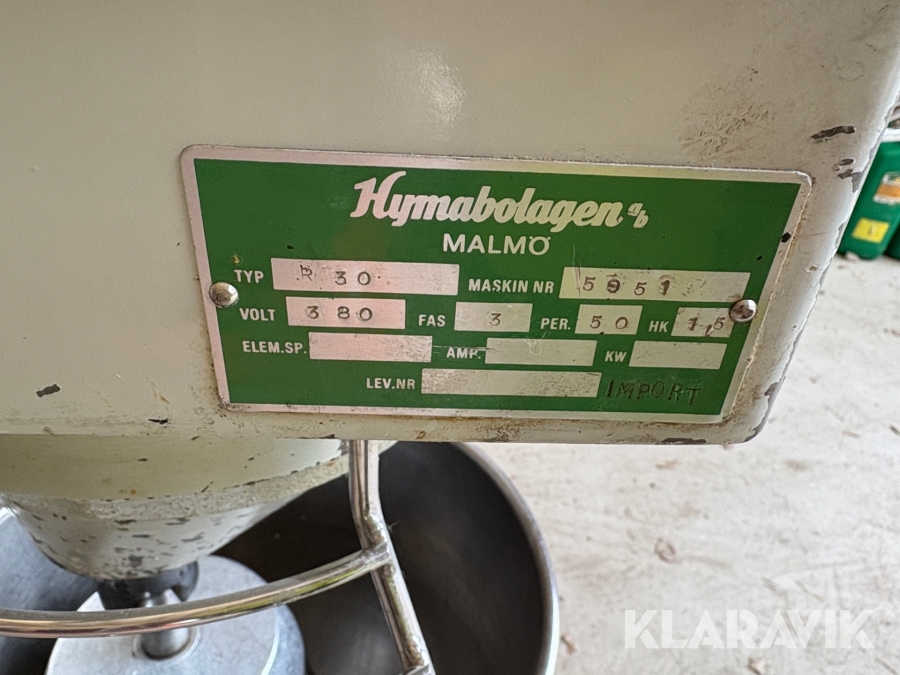 Hymabolagen a/b
MALMÖ
TYP R 30 MASKIN NR 5951
VOLT 380 FAS 3 PER. 50 HK 1,5
ELEM.SP. AMP. KW
LEV.NR IMPORT
KLARAVIK